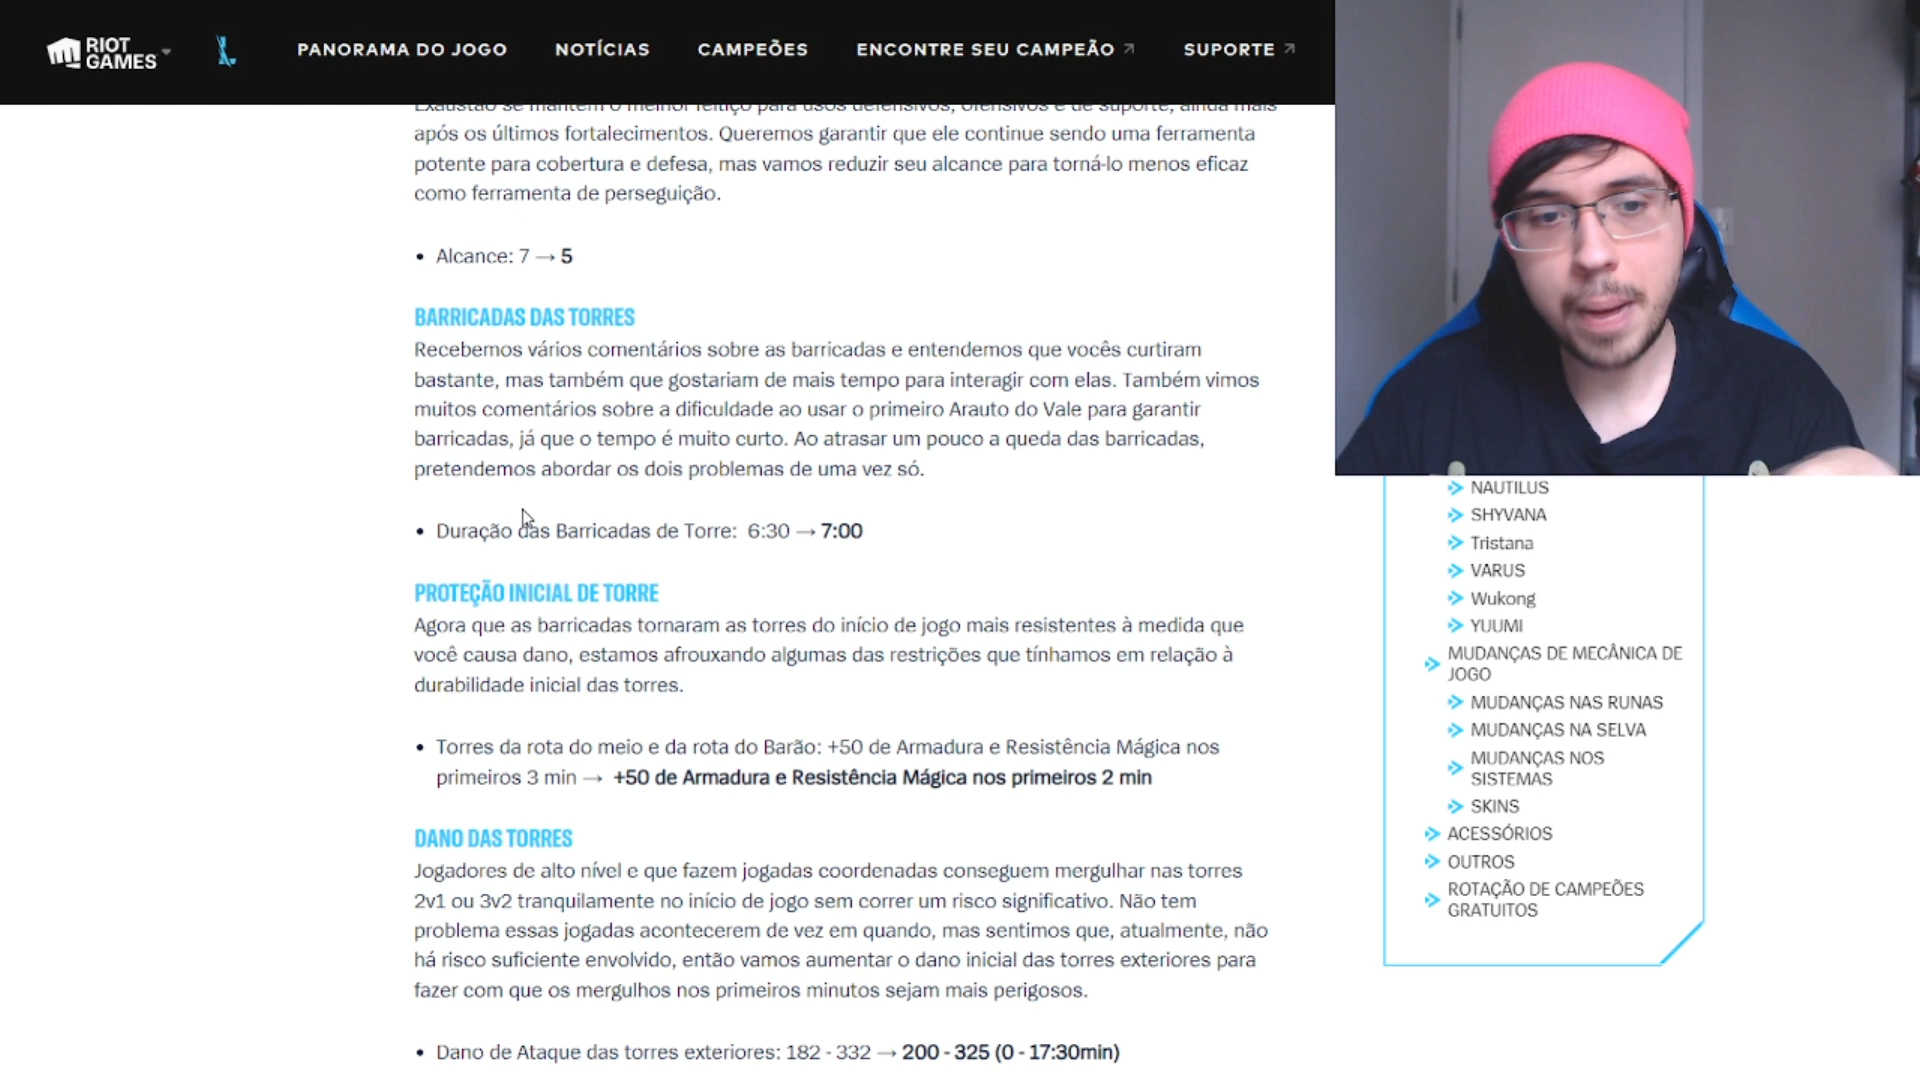 RIOT GAMES
PANORAMA DO JOGO
NOTÍCIAS
CAMPEÕES
ENCONTRE SEU CAMPEÃO
SUPORTE
Exaustão se mantém o melhor feitiço para usos defensivos, ofensivos e de suporte, ainda mais
após os últimos fortalecimentos. Queremos garantir que ele continue sendo uma ferramenta
potente para cobertura e defesa, mas vamos reduzir seu alcance para torná-lo menos eficaz
como ferramenta de perseguição.
• Alcance: 7 → 5
BARRICADAS DAS TORRES
Recebemos vários comentários sobre as barricadas e entendemos que vocês curtiram
bastante, mas também que gostariam de mais tempo para interagir com elas. Também vimos
muitos comentários sobre a dificuldade ao usar o primeiro Arauto do Vale para garantir
barricadas, já que o tempo é muito curto. Ao atrasar um pouco a queda das barricadas,
pretendemos abordar os dois problemas de uma vez só.
• Duração das Barricadas de Torre: 6:30 → 7:00
PROTEÇÃO INICIAL DE TORRE
Agora que as barricadas tornaram as torres do início de jogo mais resistentes à medida que
você causa dano, estamos afrouxando algumas das restrições que tínhamos em relação à
durabilidade inicial das torres.
• Torres da rota do meio e da rota do Barão: +50 de Armadura e Resistência Mágica nos
primeiros 3 min → +50 de Armadura e Resistência Mágica nos primeiros 2 min
DANO DAS TORRES
Jogadores de alto nível e que fazem jogadas coordenadas conseguem mergulhar nas torres
2v1 ou 3v2 tranquilamente no início de jogo sem correr um risco significativo. Não tem
problema essas jogadas acontecerem de vez em quando, mas sentimos que, atualmente, não
há risco suficiente envolvido, então vamos aumentar o dano inicial das torres exteriores para
fazer com que os mergulhos nos primeiros minutos sejam mais perigosos.
• Dano de Ataque das torres exteriores: 182 - 332 → 200 - 325 (0 - 17:30min)
NAUTILUS
SHYVANA
Tristana
VARUS
Wukong
YUUMI
MUDANÇAS DE MECÂNICA DE
JOGO
MUDANÇAS NAS RUNAS
MUDANÇAS NA SELVA
MUDANÇAS NOS
SISTEMAS
SKINS
ACESSÓRIOS
OUTROS
ROTAÇÃO DE CAMPEÕES
GRATUITOS